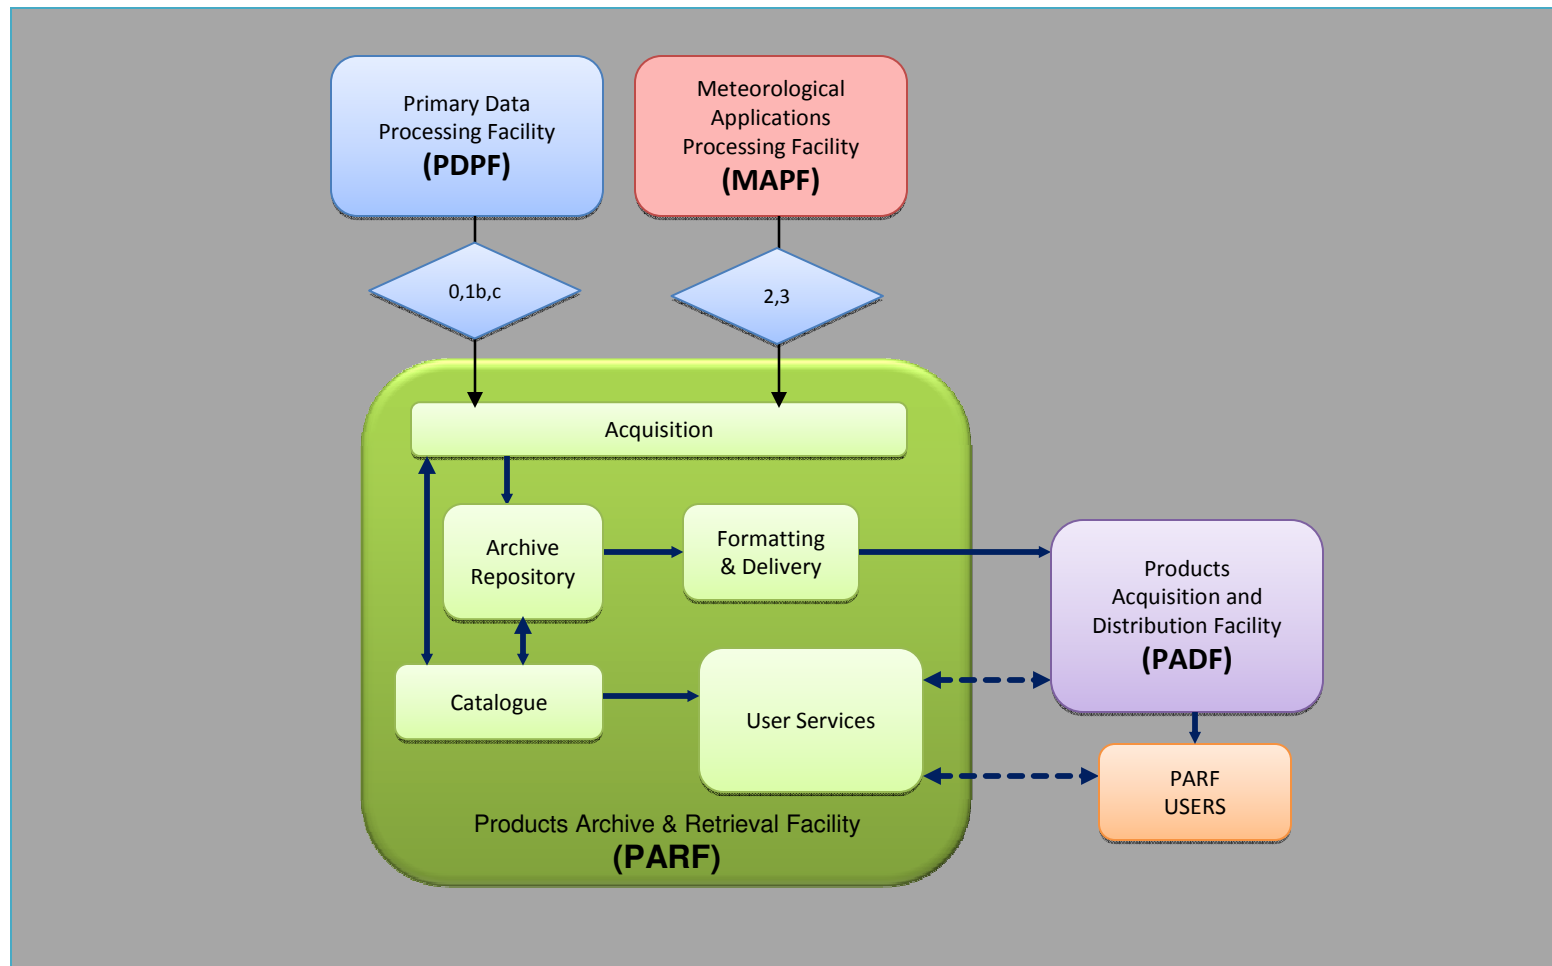 Primary Data
Processing Facility
(PDPF)
Meteorological
Applications
Processing Facility
(MAPF)
0,1b,c
2,3
Acquisition
Archive
Repository
Formatting
& Delivery
Products
Acquisition and
Distribution Facility
(PADF)
Catalogue
User Services
PARF
USERS
Products Archive & Retrieval Facility
(PARF)